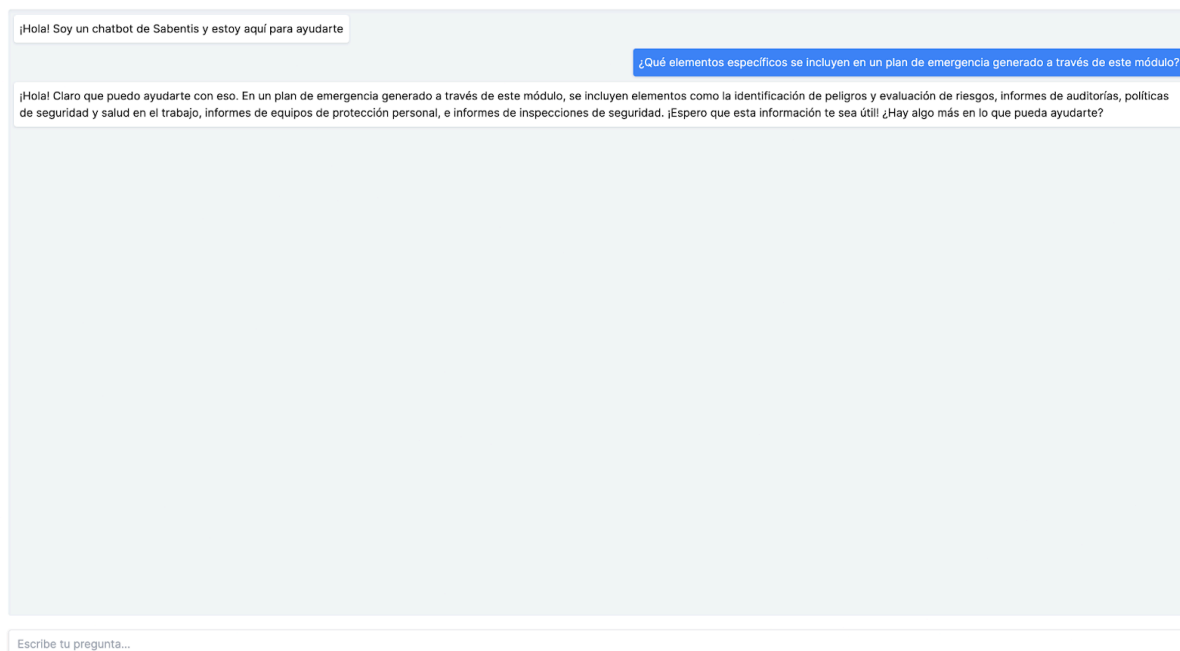 ¡Hola! Soy un chatbot de Sabentis y estoy aquí para ayudarte
¿Qué elementos específicos se incluyen en un plan de emergencia generado a través de este módulo?
¡Hola! Claro que puedo ayudarte con eso. En un plan de emergencia generado a través de este módulo, se incluyen elementos como la identificación de peligros y evaluación de riesgos, informes de auditorías, políticas
de seguridad y salud en el trabajo, informes de equipos de protección personal, e informes de inspecciones de seguridad. ¡Espero que esta información te sea útil! ¿Hay algo más en lo que pueda ayudarte?
Escribe tu pregunta...